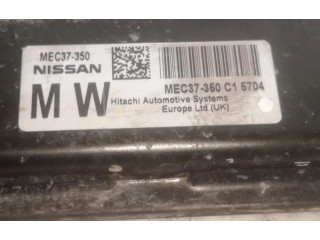 MEC37-350
NISSAN
M W
MEC37-350 C1 5704
Hitachi Automotive Systems
Europe Ltd (UK)